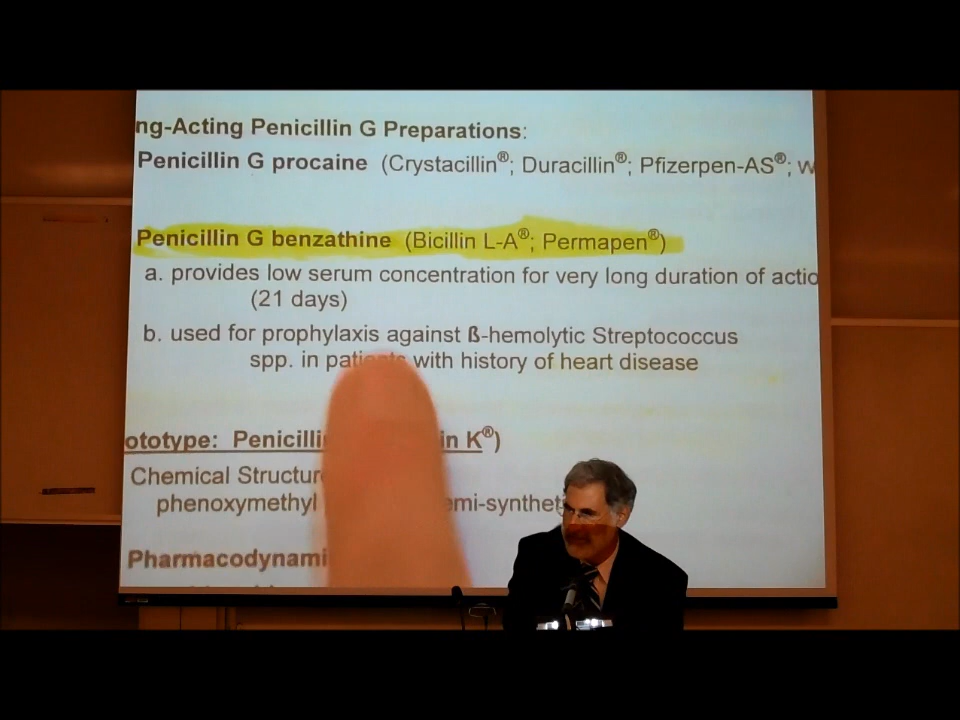 ng-Acting Penicillin G Preparations:
Penicillin G procaine (Crystacillin®; Duracillin®; Pfizerpen-AS®; w
Penicillin G benzathine (Bicillin L-A®; Permapen®)
a. provides low serum concentration for very long duration of actio
(21 days)
b. used for prophylaxis against ß-hemolytic Streptococcus
spp. in patients with history of heart disease
ototype: Penicilli in K®)
Chemical Structur
phenoxymethyl emi-synthet
Pharmacodynami